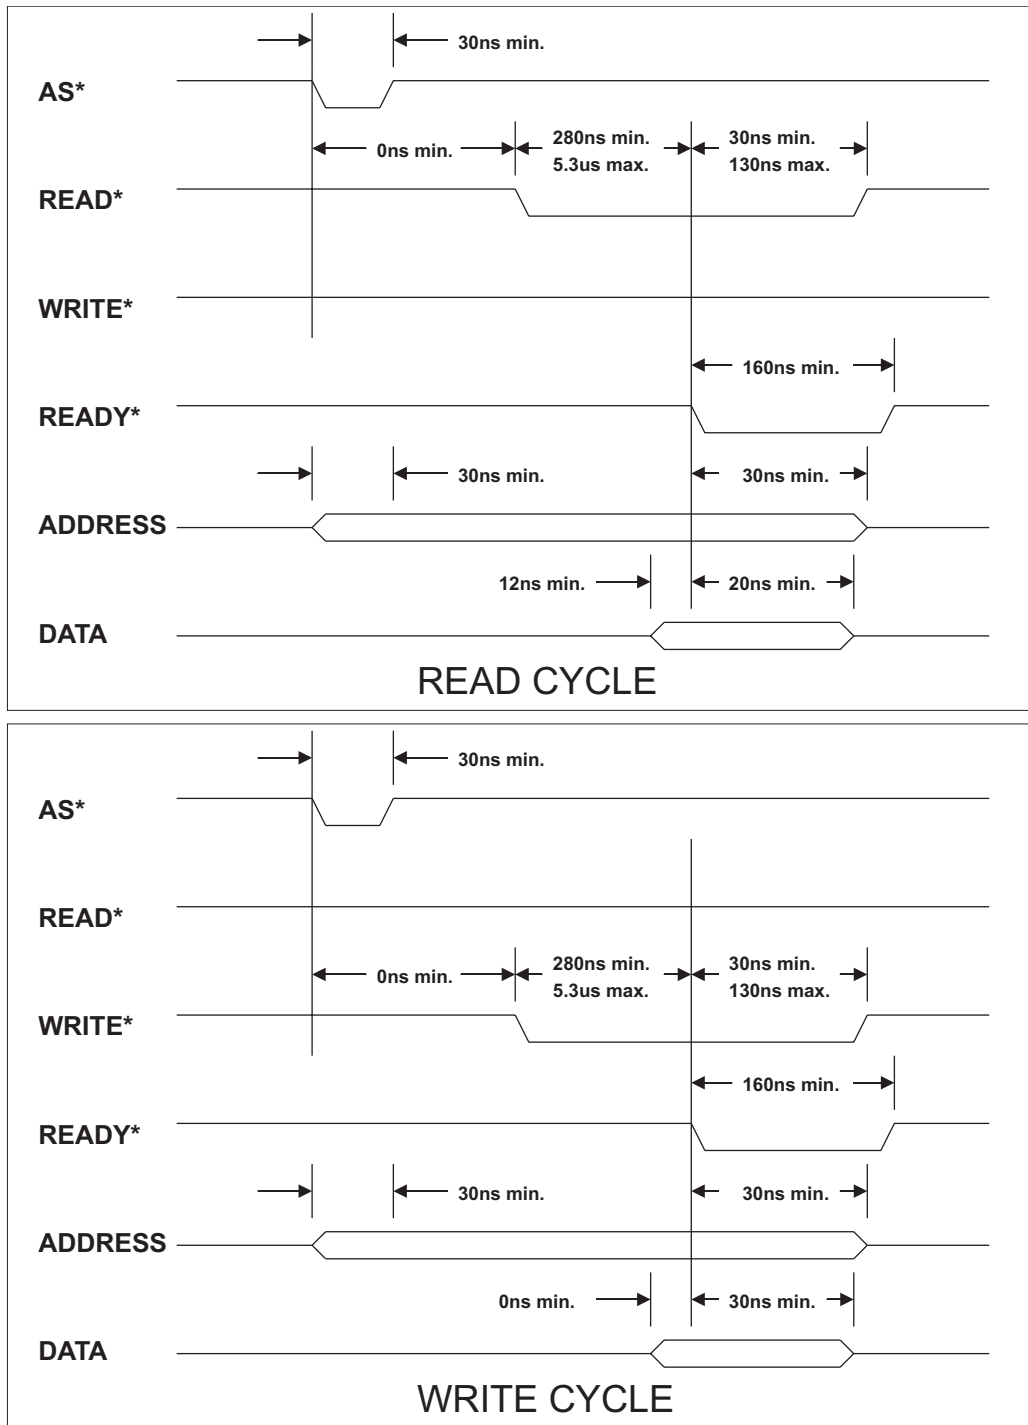 30ns min.
AS*
0ns min.
280ns min.
5.3us max.
30ns min.
130ns max.
READ*
WRITE*
160ns min.
READY*
30ns min.
30ns min.
ADDRESS
12ns min.
20ns min.
DATA
READ CYCLE
30ns min.
AS*
READ*
0ns min.
280ns min.
5.3us max.
30ns min.
130ns max.
WRITE*
160ns min.
READY*
30ns min.
30ns min.
ADDRESS
0ns min.
30ns min.
DATA
WRITE CYCLE